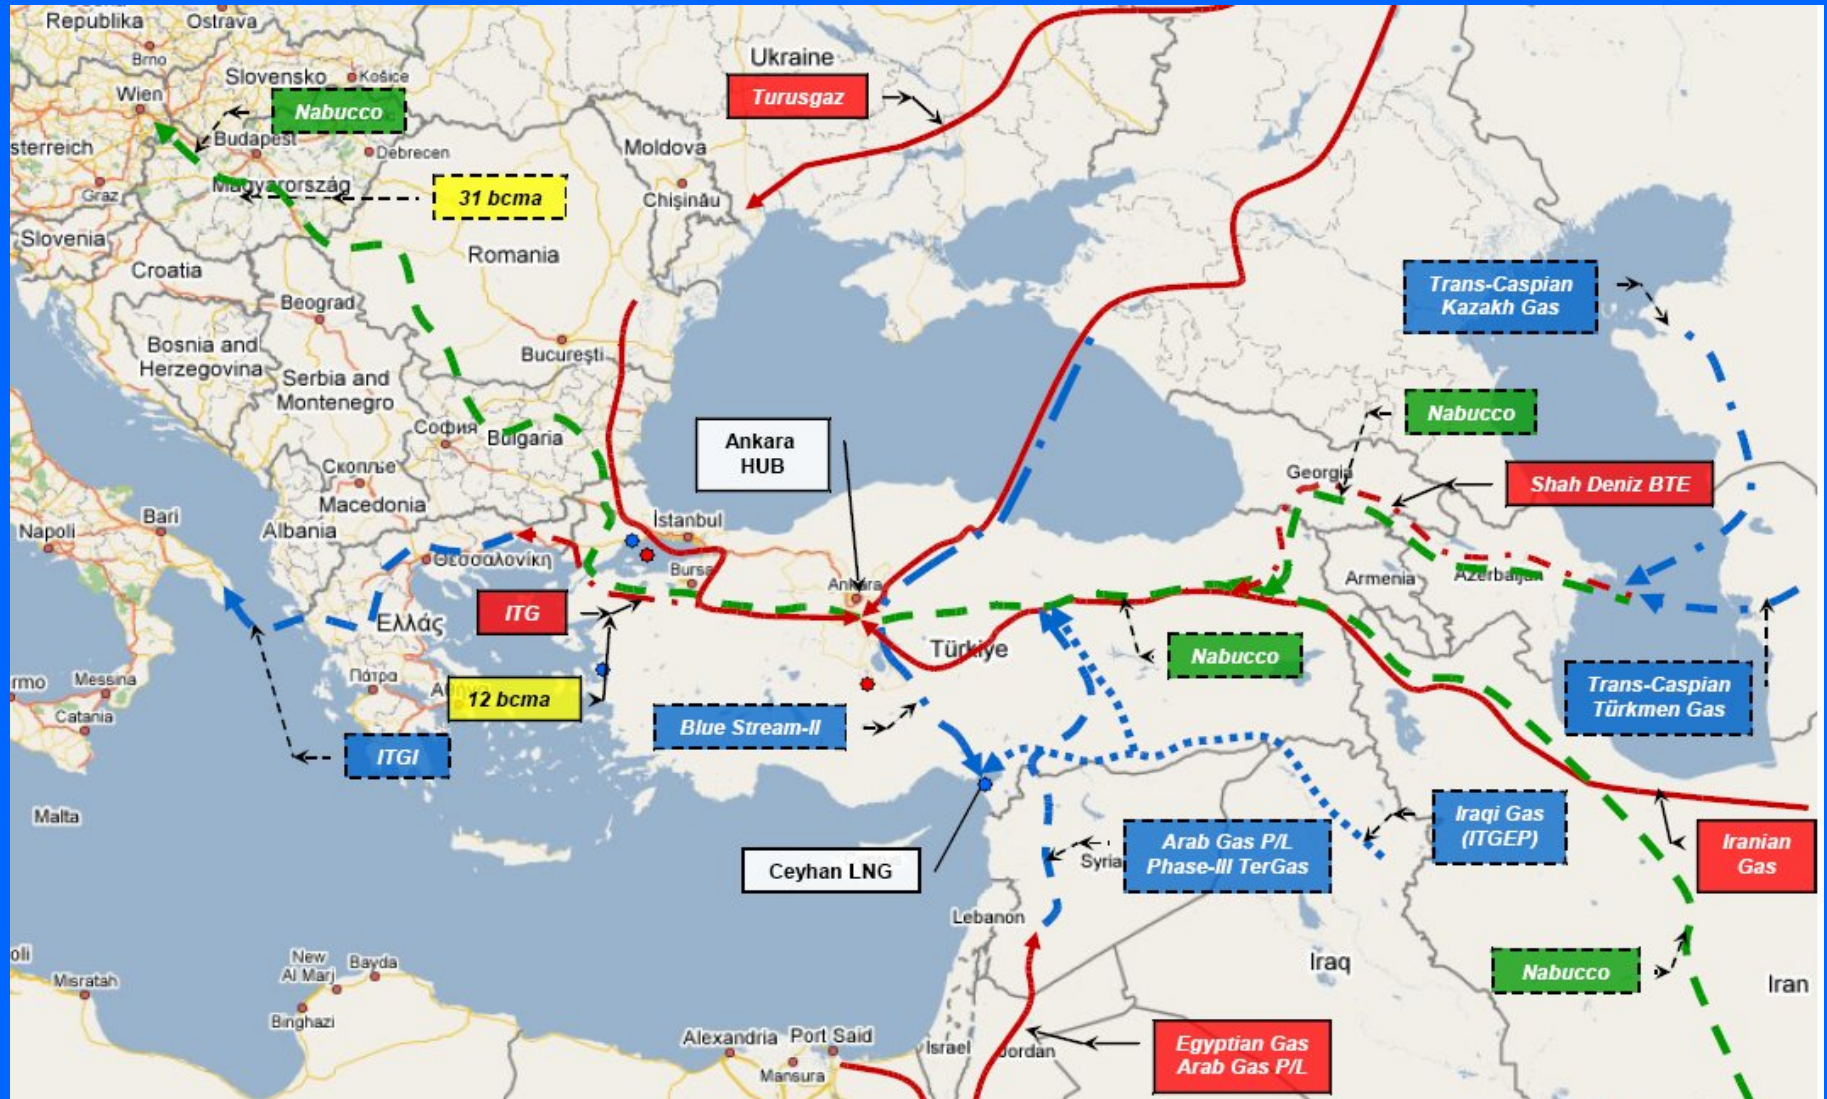 Republika
Ostrava
Brno
Wien
Slovensko
Košice
Nabucco
Budapest
Debrecen
Graz
Magyarország
31 bcma
Slovenia
Croatia
Romania
Beograd
Bosnia and
Herzegovina
Serbia and
Montenegro
Bucureşti
София
Bulgaria
Скопље
Macedonia
Albania
Bari
Napoli
Θεσσαλονίκη
Ελλάς
Πάτρα
Messina
Catania
Malta
ITG
12 bcma
ITGI
Ukraine
Turusgaz
Moldova
Chişinău
Ankara
HUB
İstanbul
Bursa
Ankara
Türkiye
Blue Stream-II
Ceyhan LNG
Trans-Caspian
Kazakh Gas
Nabucco
Georgia
Shah Deniz BTE
Armenia
Azerbaijan
Nabucco
Trans-Caspian
Türkmen Gas
Iraqi Gas
(ITGEP)
Arab Gas P/L
Phase-III TerGas
Syria
Iranian
Gas
Lebanon
Iraq
Nabucco
Iran
Misratah
New
Al Marj
Bayda
Binghazi
Alexandria
Port Said
Mansura
Israel
Jordan
Egyptian Gas
Arab Gas P/L